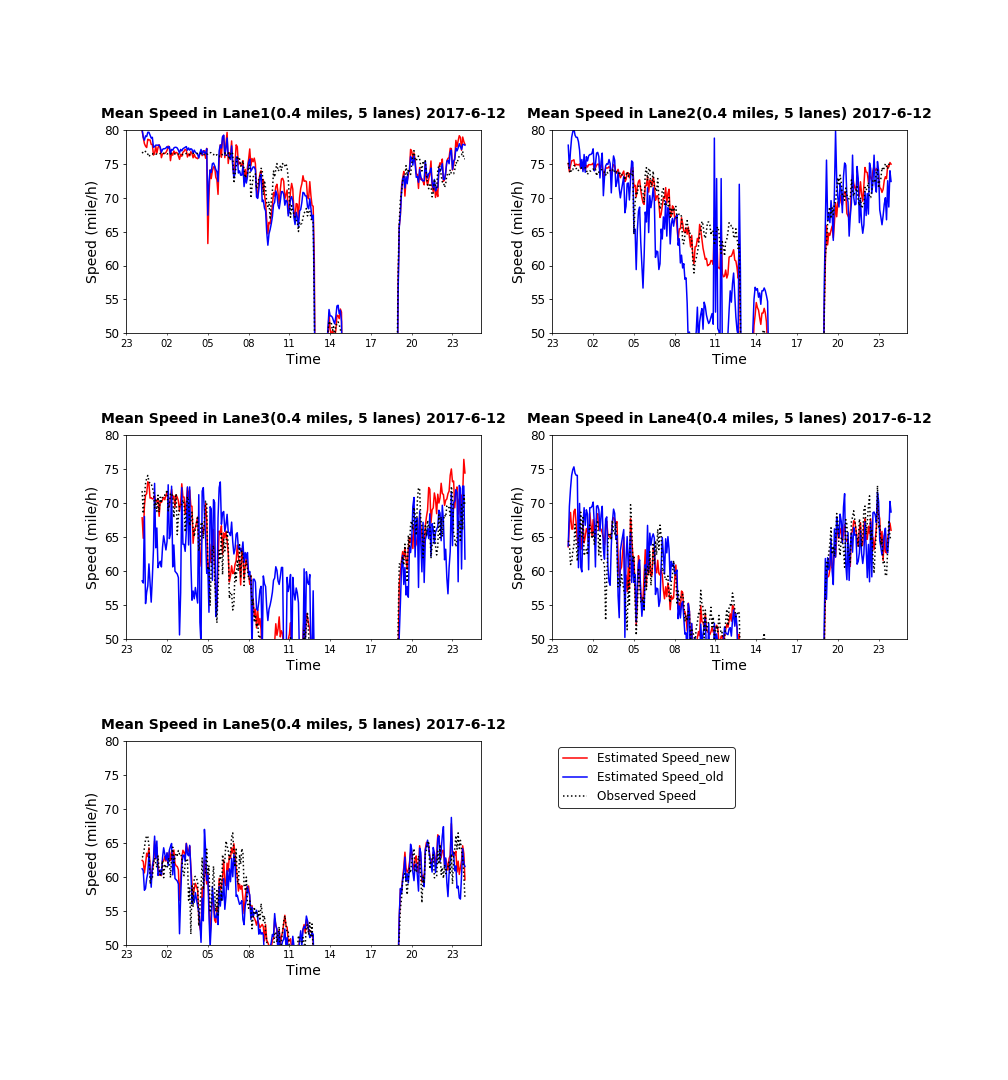 Mean Speed in Lane1(0.4 miles, 5 lanes) 2017-6-12
80
75
70
65
60
55
50
Speed (mile/h)
23 02 05 08 11 14 17 20 23
Time
Mean Speed in Lane2(0.4 miles, 5 lanes) 2017-6-12
80
75
70
65
60
55
50
Speed (mile/h)
23 02 05 08 11 14 17 20 23
Time
Mean Speed in Lane3(0.4 miles, 5 lanes) 2017-6-12
80
75
70
65
60
55
50
Speed (mile/h)
23 02 05 08 11 14 17 20 23
Time
Mean Speed in Lane4(0.4 miles, 5 lanes) 2017-6-12
80
75
70
65
60
55
50
Speed (mile/h)
23 02 05 08 11 14 17 20 23
Time
Mean Speed in Lane5(0.4 miles, 5 lanes) 2017-6-12
80
75
70
65
60
55
50
Speed (mile/h)
23 02 05 08 11 14 17 20 23
Time
Estimated Speed_new
Estimated Speed_old
Observed Speed